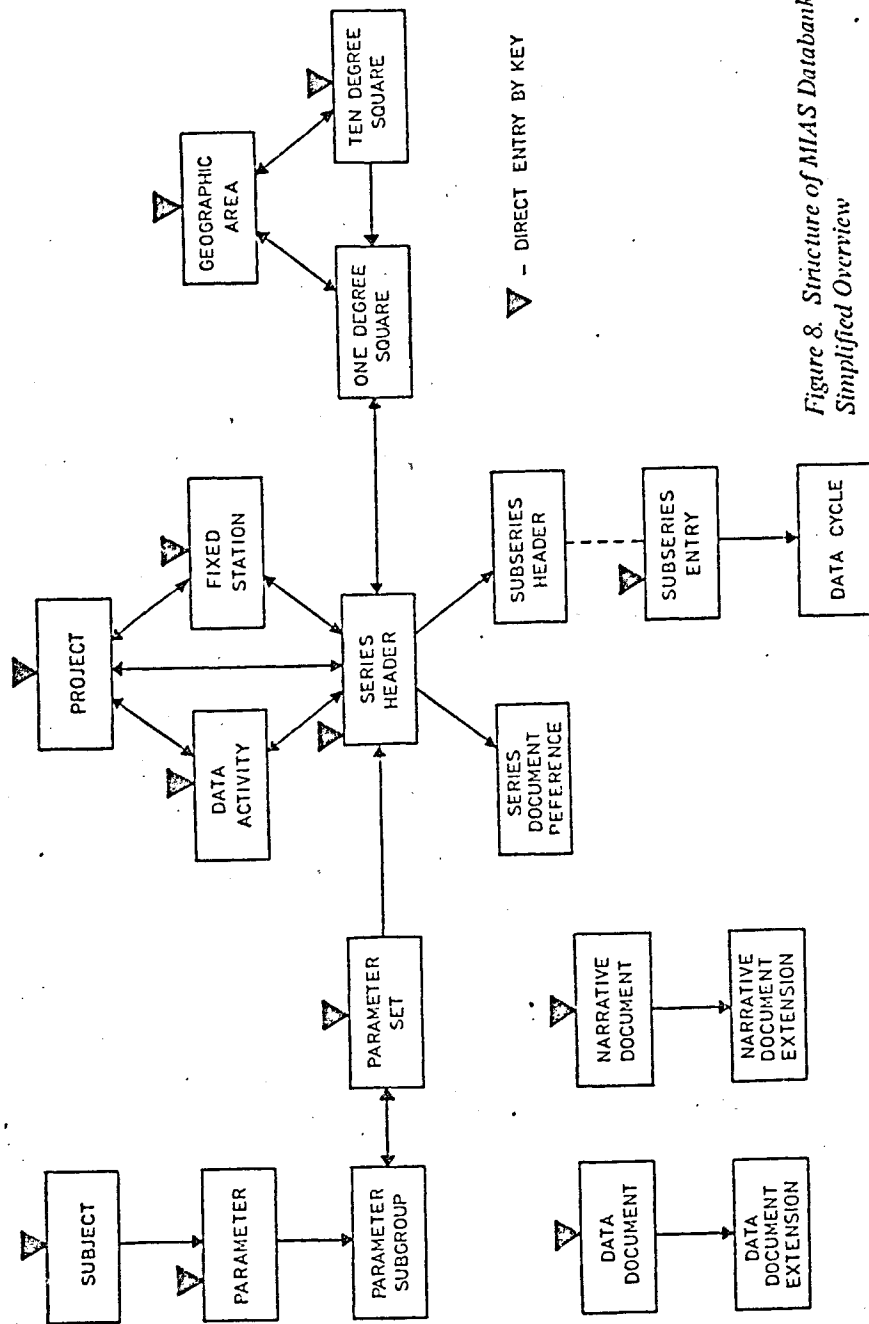 SUBJECT
PARAMETER
PARAMETER
SUBGROUP
PARAMETER
SET
DATA
DOCUMENT
DATA
DOCUMENT
EXTENSION
NARRATIVE
DOCUMENT
NARRATIVE
DOCUMENT
EXTENSION
PROJECT
DATA
ACTIVITY
FIXED
STATION
SERIES
HEADER
SERIES
DOCUMENT
PEFERENCE
SUBSERIES
HEADER
SUBSERIES
ENTRY
DATA CYCLE
GEOGRAPHIC
AREA
ONE DEGREE
SQUARE
TEN DEGREE
SQUARE
– DIRECT ENTRY BY KEY
Figure 8. Structure of MIAS Databank
Simplified Overview